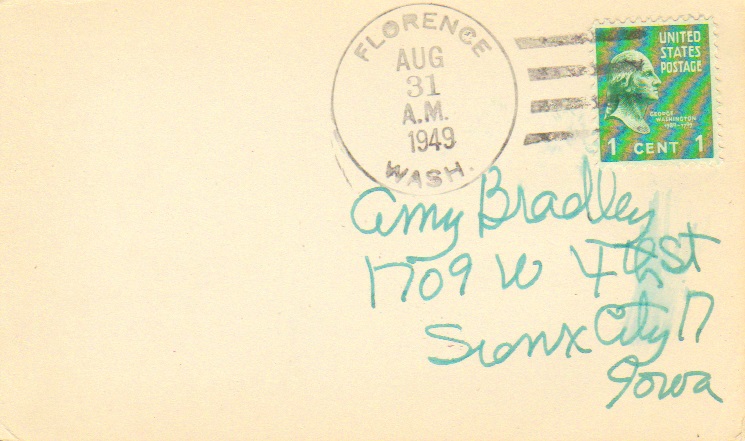 FLORENCE
AUG
31
A.M.
1949
WASH.
UNITED
STATES
POSTAGE
GEORGE
WASHINGTON
1 CENT 1
Amy Bradley
1709 W 4th St
Sioux City 17
Iowa